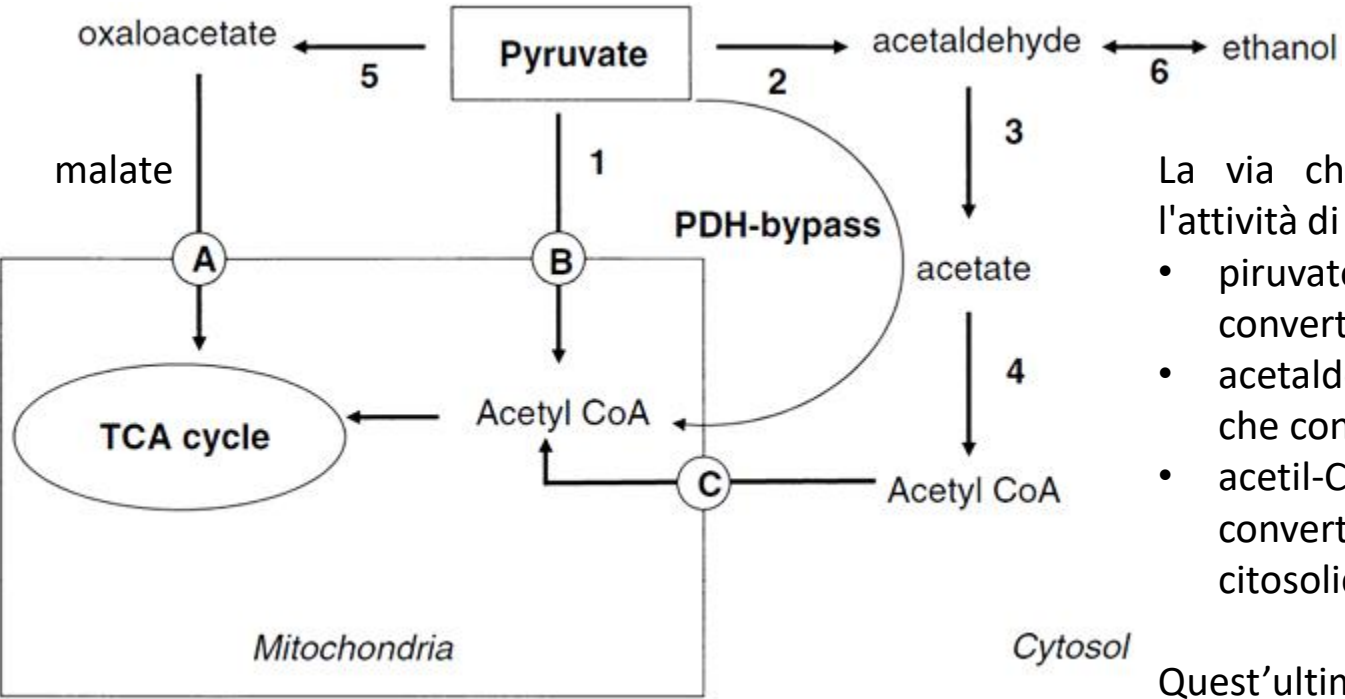 oxaloacetate
5
Pyruvate
2
acetaldehyde
6
ethanol
malate
1
3
PDH-bypass
A
B
acetate
4
TCA cycle
Acetyl CoA
C
Acetyl CoA
Mitochondria
Cytosol
La via ch
l'attività di
• piruvato
convert
• acetald
che con
• acetil-C
convert
citosoli
Quest’ultim